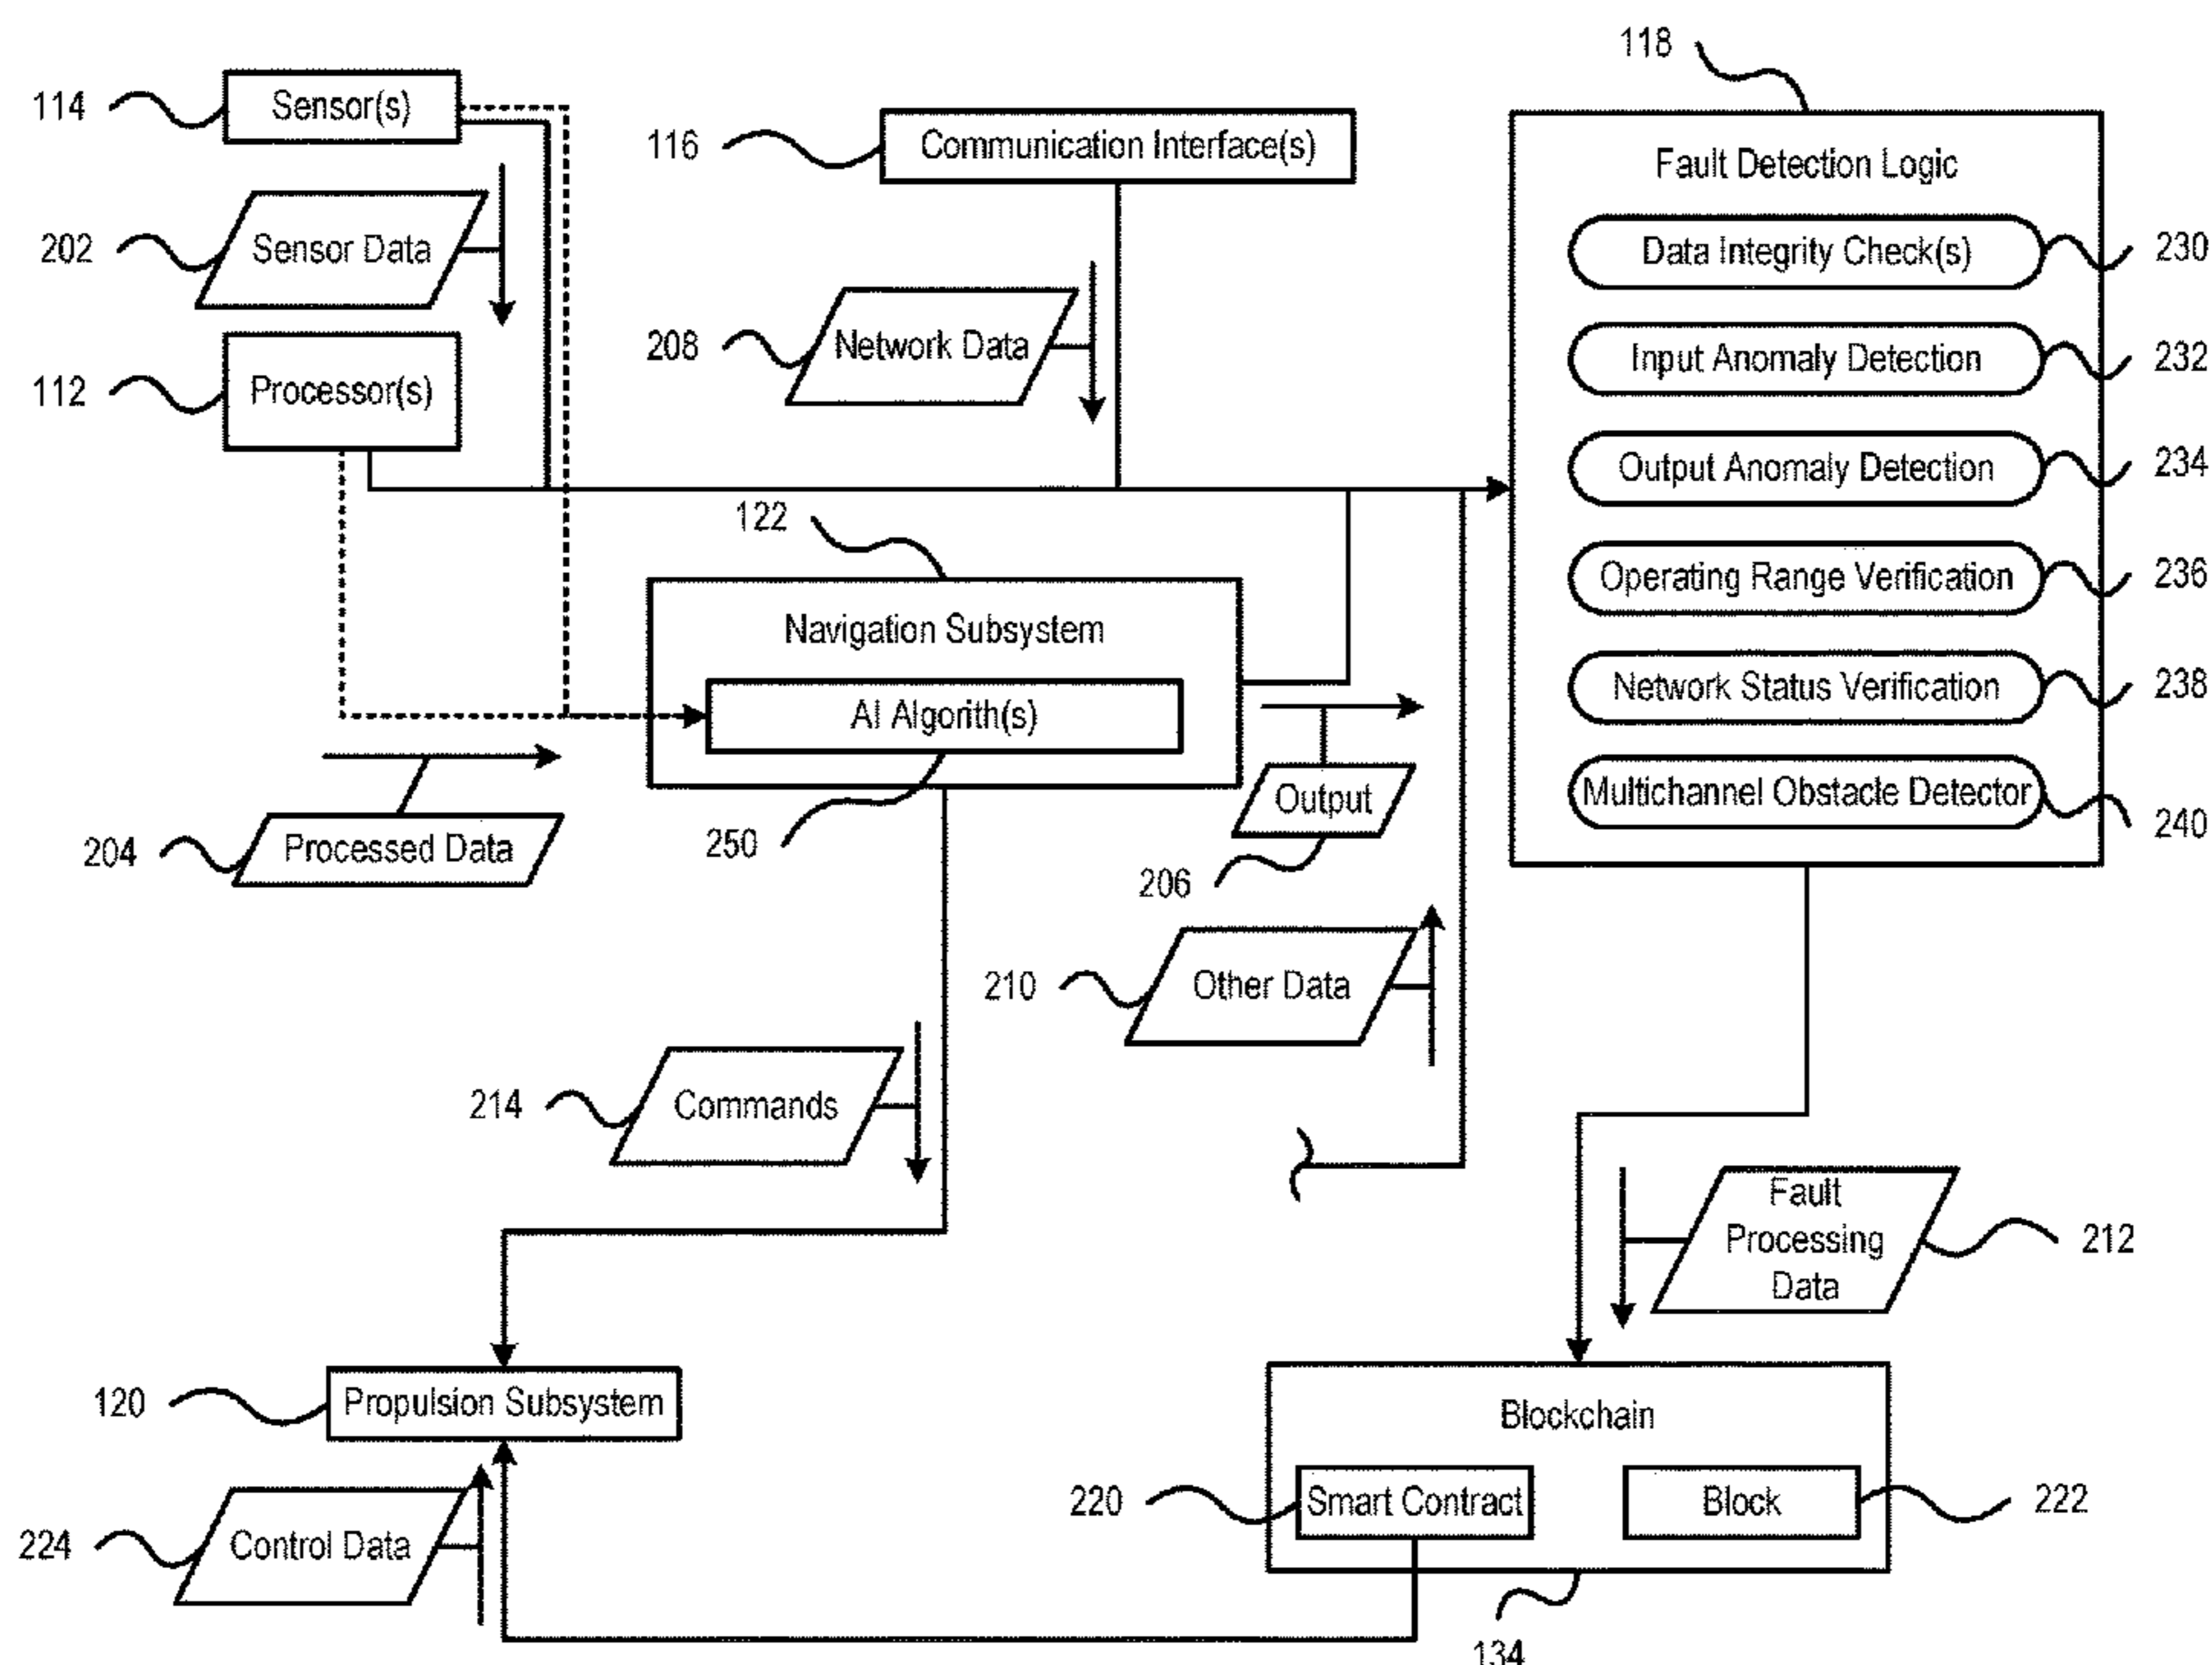 118
114
Sensor(s)
116
Communication Interface(s)
Fault Detection Logic
202
Sensor Data
Data Integrity Check(s)
230
208
Network Data
Input Anomaly Detection
232
112
Processor(s)
Output Anomaly Detection
234
122
Operating Range Verification
236
Navigation Subsystem
Network Status Verification
238
AI Algorith(s)
Multichannel Obstacle Detector
240
204
Processed Data
250
Output
206
210
Other Data
214
Commands
Fault
Processing
Data
212
120
Propulsion Subsystem
Blockchain
220
Smart Contract
Block
222
224
Control Data
134